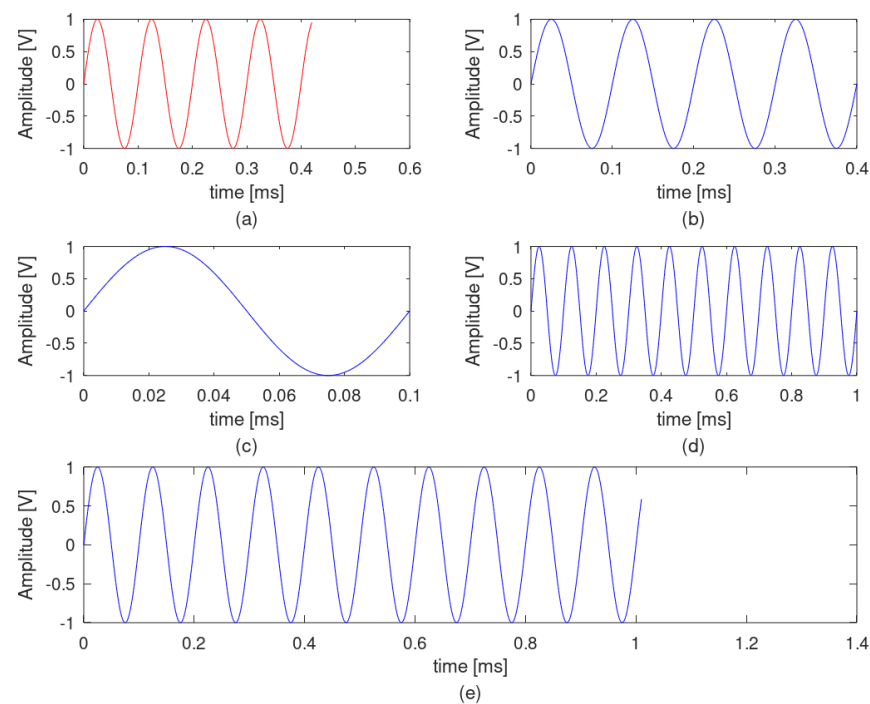 1
0.5
0
-0.5
-1
Amplitude [V]
0 0.1 0.2 0.3 0.4 0.5 0.6
time [ms]
(a)
1
0.5
0
-0.5
-1
Amplitude [V]
0 0.1 0.2 0.3 0.4
time [ms]
(b)
1
0.5
0
-0.5
-1
Amplitude [V]
0 0.02 0.04 0.06 0.08 0.1
time [ms]
(c)
1
0.5
0
-0.5
-1
Amplitude [V]
0 0.2 0.4 0.6 0.8 1
time [ms]
(d)
1
0.5
0
-0.5
-1
Amplitude [V]
0 0.2 0.4 0.6 0.8 1 1.2 1.4
time [ms]
(e)